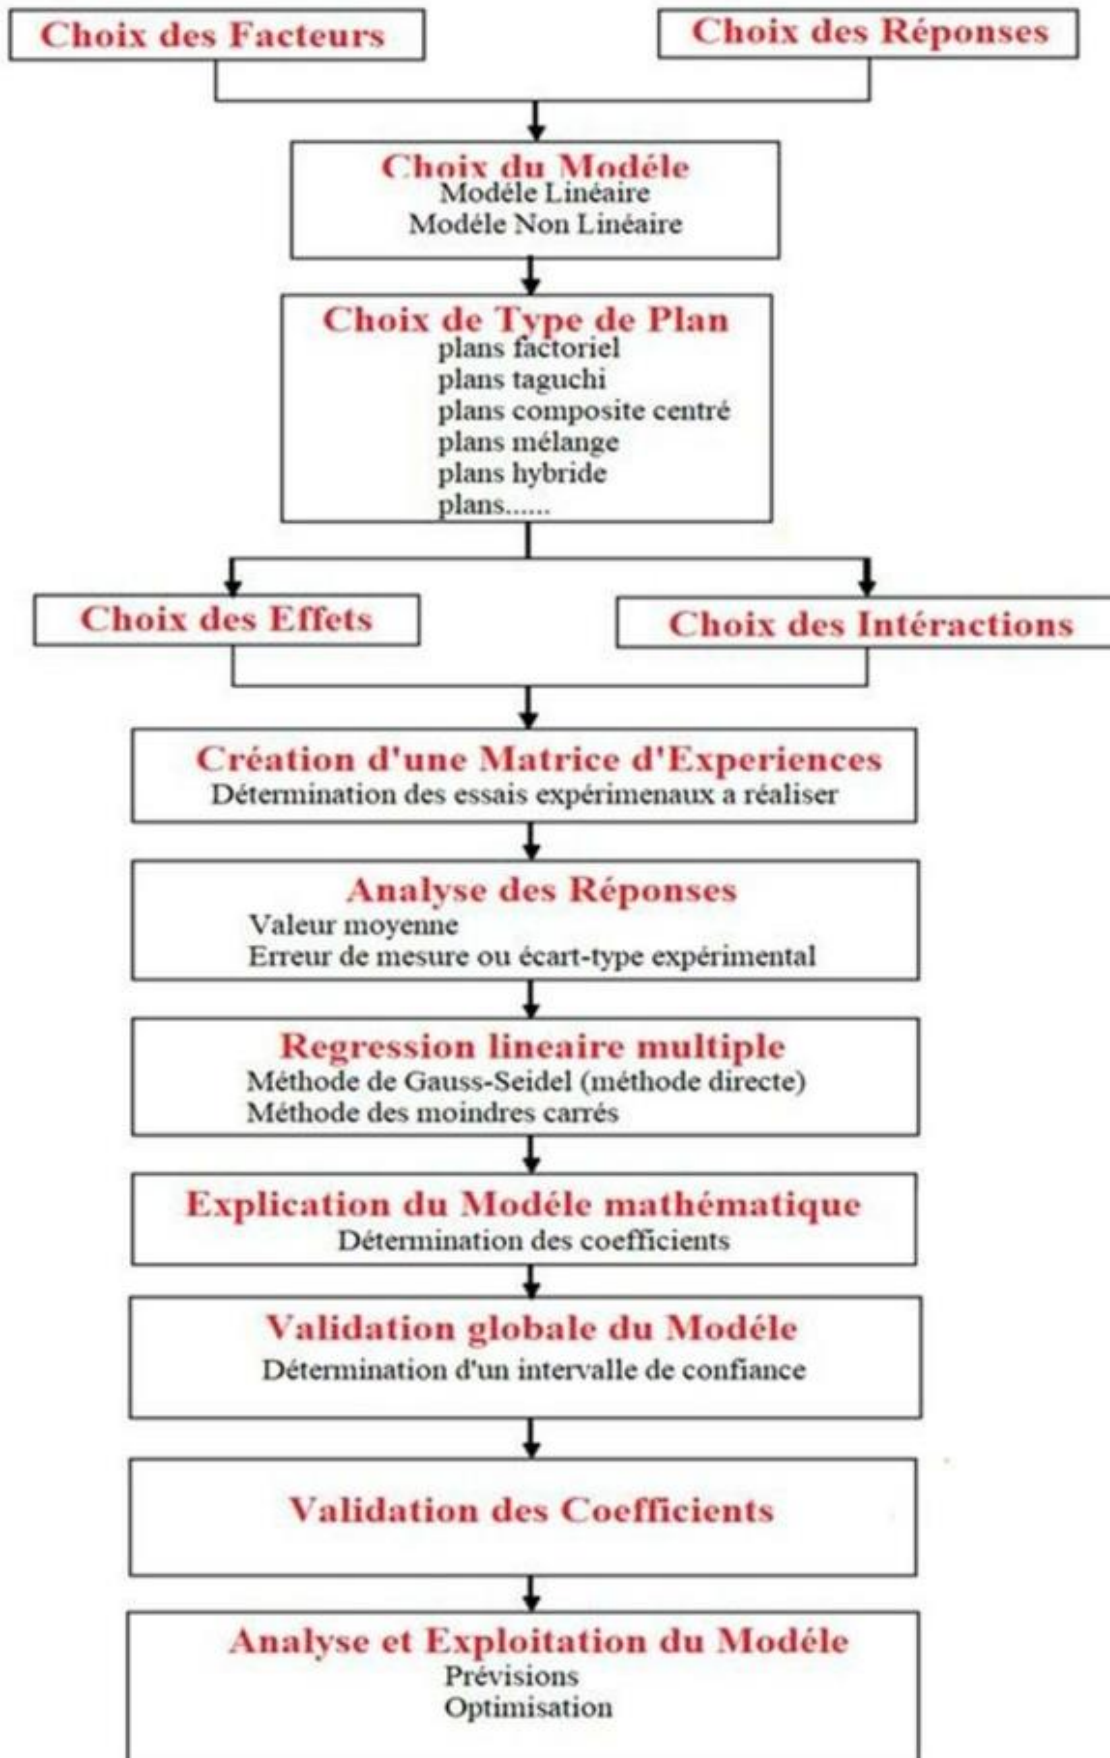 Choix des Facteurs
Choix des Réponses
Choix du Modéle
Modéle Linéaire
Modéle Non Linéaire
Choix de Type de Plan
plans factoriel
plans taguchi
plans composite centré
plans mélange
plans hybride
plans......
Choix des Effets
Choix des Intéractions
Création d'une Matrice d'Experiences
Détermination des essais expérimenaux a réaliser
Analyse des Réponses
Valeur moyenne
Erreur de mesure ou écart-type expérimental
Regression lineaire multiple
Méthode de Gauss-Seidel (méthode directe)
Méthode des moindres carrés
Explication du Modéle mathématique
Détermination des coefficients
Validation globale du Modéle
Détermination d'un intervalle de confiance
Validation des Coefficients
Analyse et Exploitation du Modéle
Prévisions
Optimisation